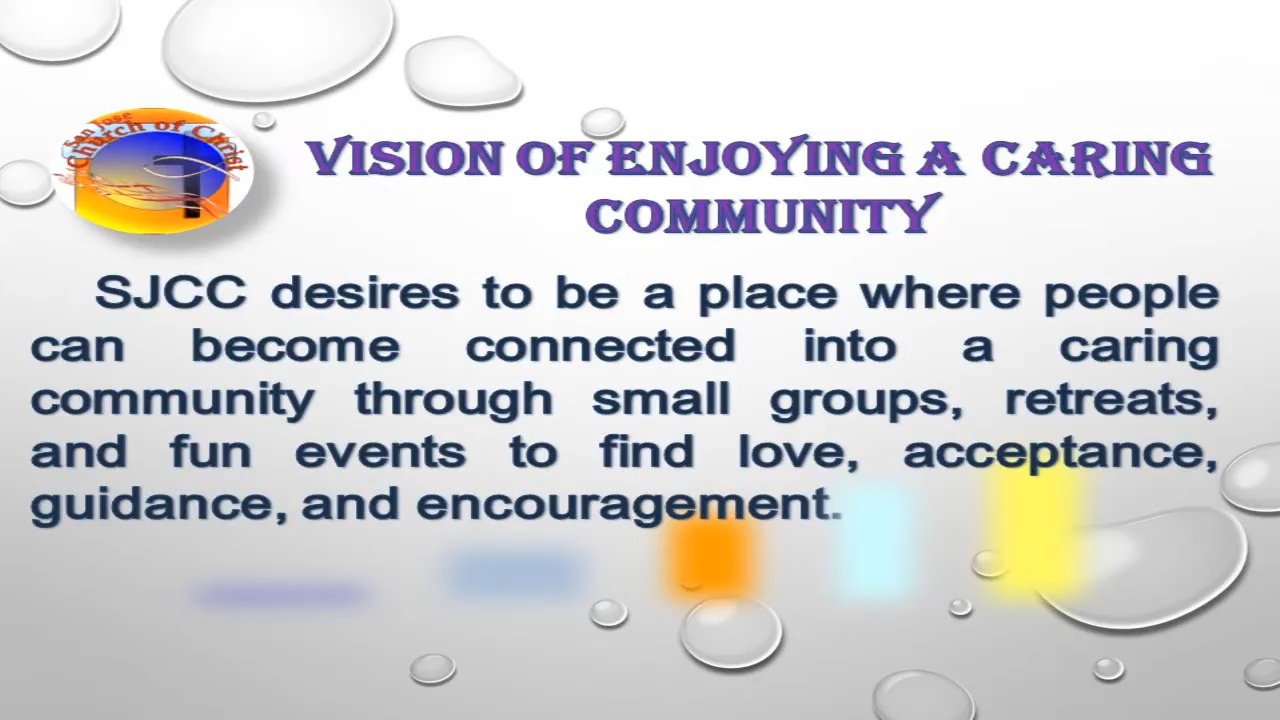 San Jose
Church of Christ
VISION OF ENJOYING A CARING
COMMUNITY
SJCC desires to be a place where people
can become connected into a caring
community through small groups, retreats,
and fun events to find love, acceptance,
guidance, and encouragement.